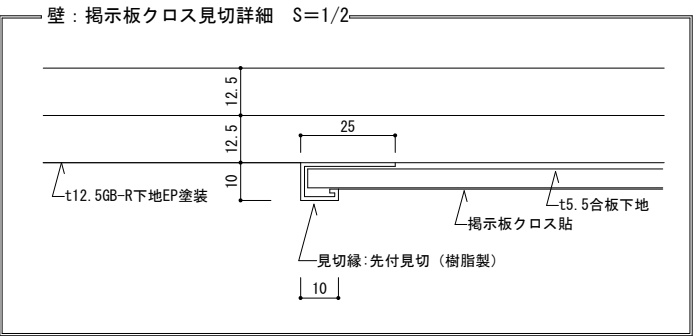 壁：掲示板クロス見切詳細　S＝1/2
12.5
12.5
25
10
t12.5GB-R下地EP塗装
t5.5合板下地
掲示板クロス貼
見切縁:先付見切（樹脂製）
10